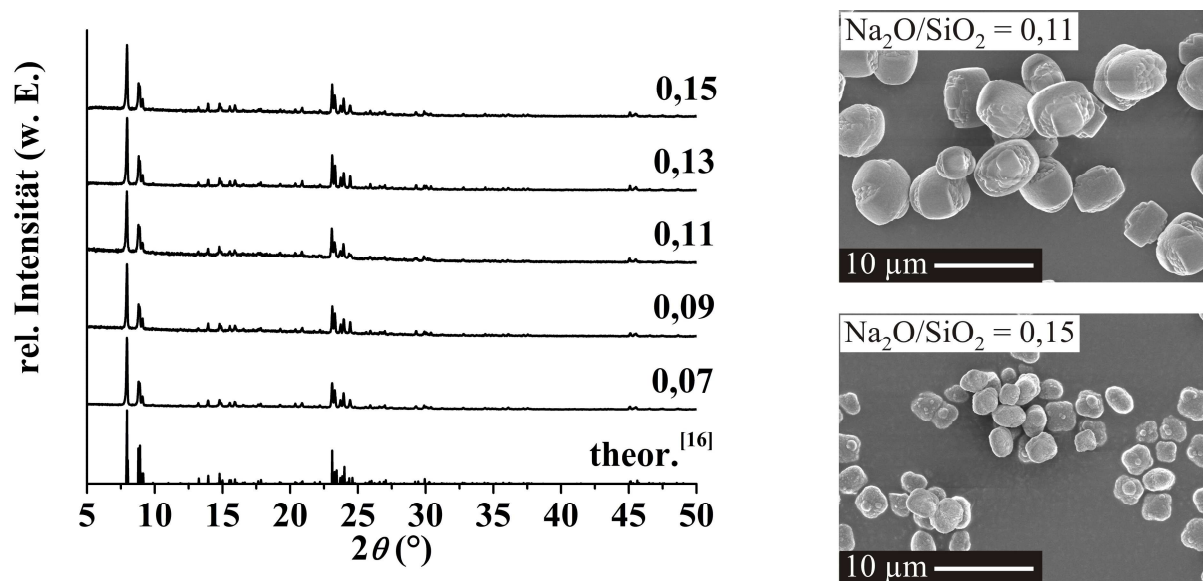 rel. Intensität (w. E.)
0,15
0,13
0,11
0,09
0,07
theor.[16]
5 10 15 20 25 30 35 40 45 50
2θ (°)
Na₂O/SiO₂ = 0,11
10 µm
Na₂O/SiO₂ = 0,15
10 µm